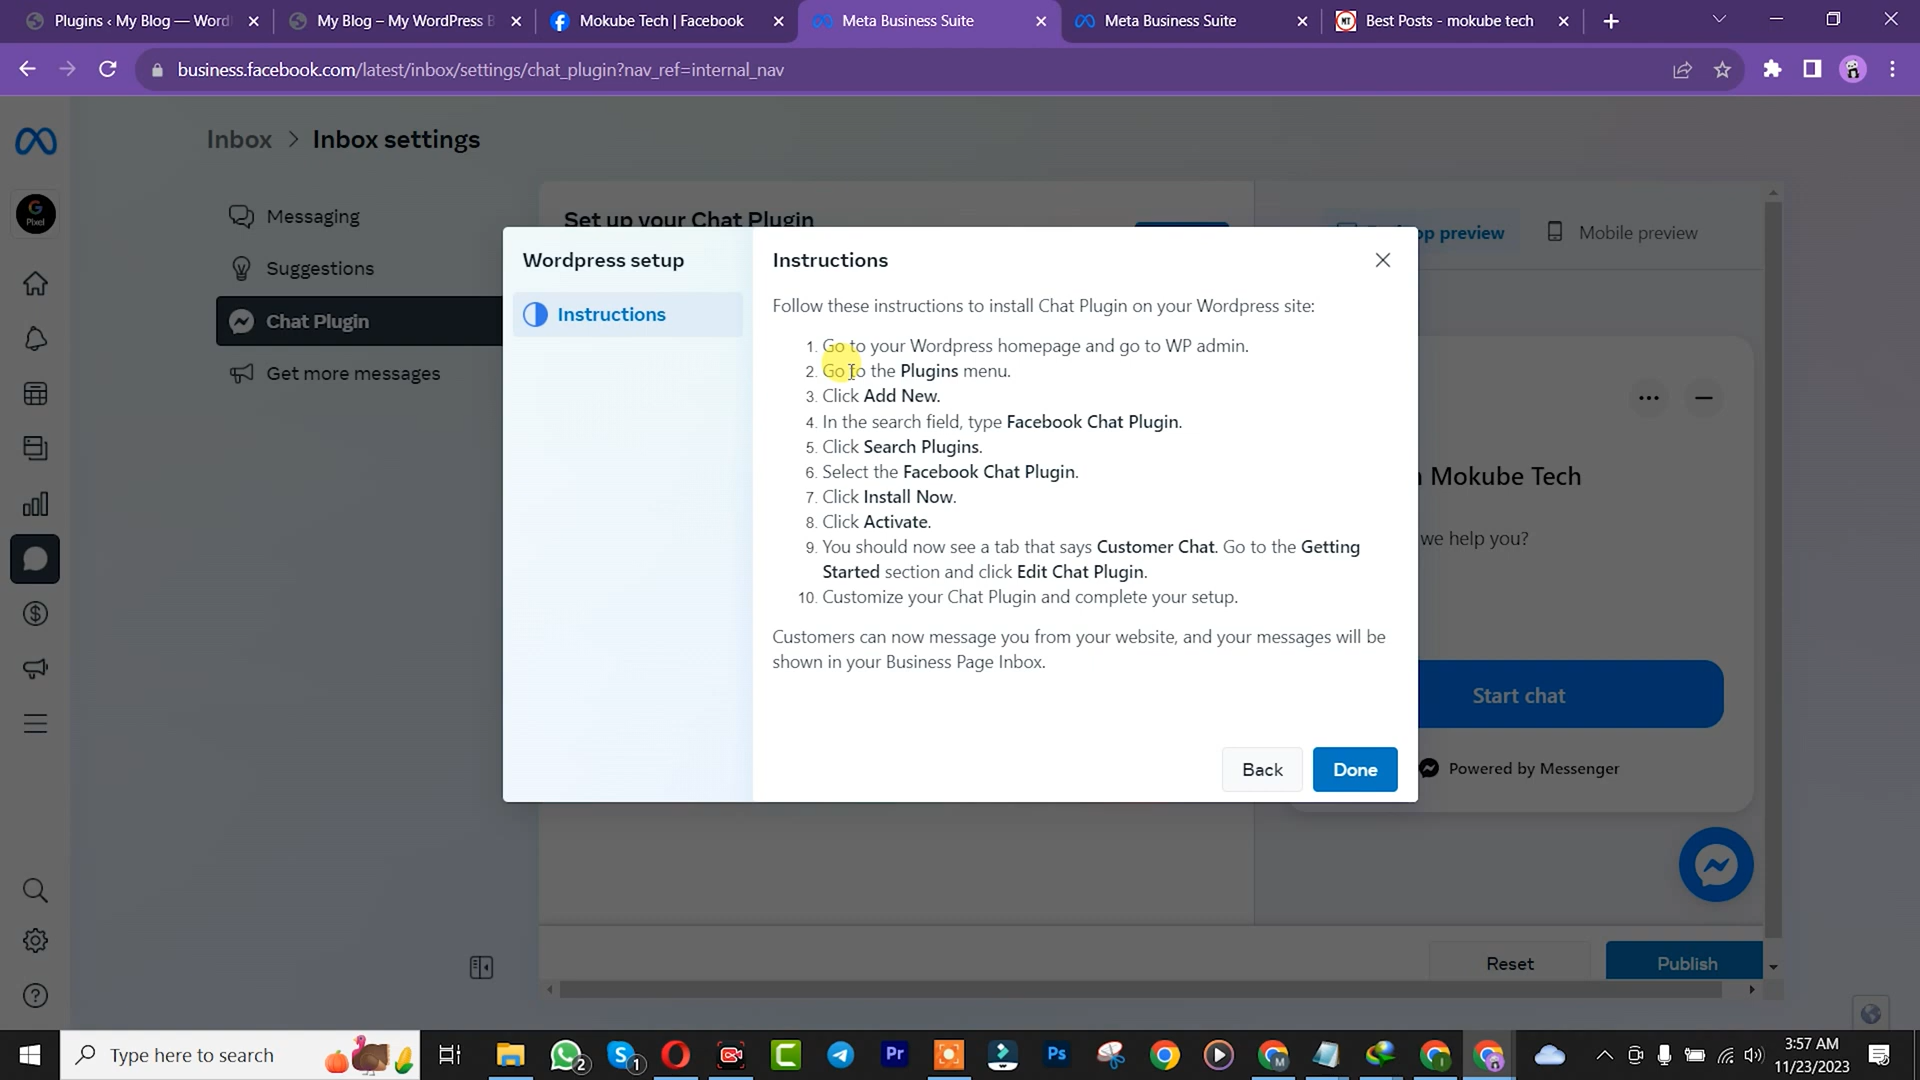 Plugins ‹ My Blog — Word
My Blog – My WordPress B
Mokube Tech | Facebook
Meta Business Suite
Meta Business Suite
Best Posts - mokube tech
business.facebook.com/latest/inbox/settings/chat_plugin?nav_ref=internal_nav
Inbox > Inbox settings
G
Pixel
Messaging
Suggestions
Chat Plugin
Get more messages
Set up your Chat Plugin
op preview
Mobile preview
Wordpress setup
Instructions
Instructions
Follow these instructions to install Chat Plugin on your Wordpress site:
1. Go to your Wordpress homepage and go to WP admin.
2. Go to the Plugins menu.
3. Click Add New.
4. In the search field, type Facebook Chat Plugin.
5. Click Search Plugins.
6. Select the Facebook Chat Plugin.
7. Click Install Now.
8. Click Activate.
9. You should now see a tab that says Customer Chat. Go to the Getting
Started section and click Edit Chat Plugin.
10. Customize your Chat Plugin and complete your setup.
Customers can now message you from your website, and your messages will be
shown in your Business Page Inbox.
Back
Done
Mokube Tech
we help you?
Start chat
Powered by Messenger
Reset
Publish
Type here to search
2
1
Pr
Ps
M
I
3:57 AM
11/23/2023